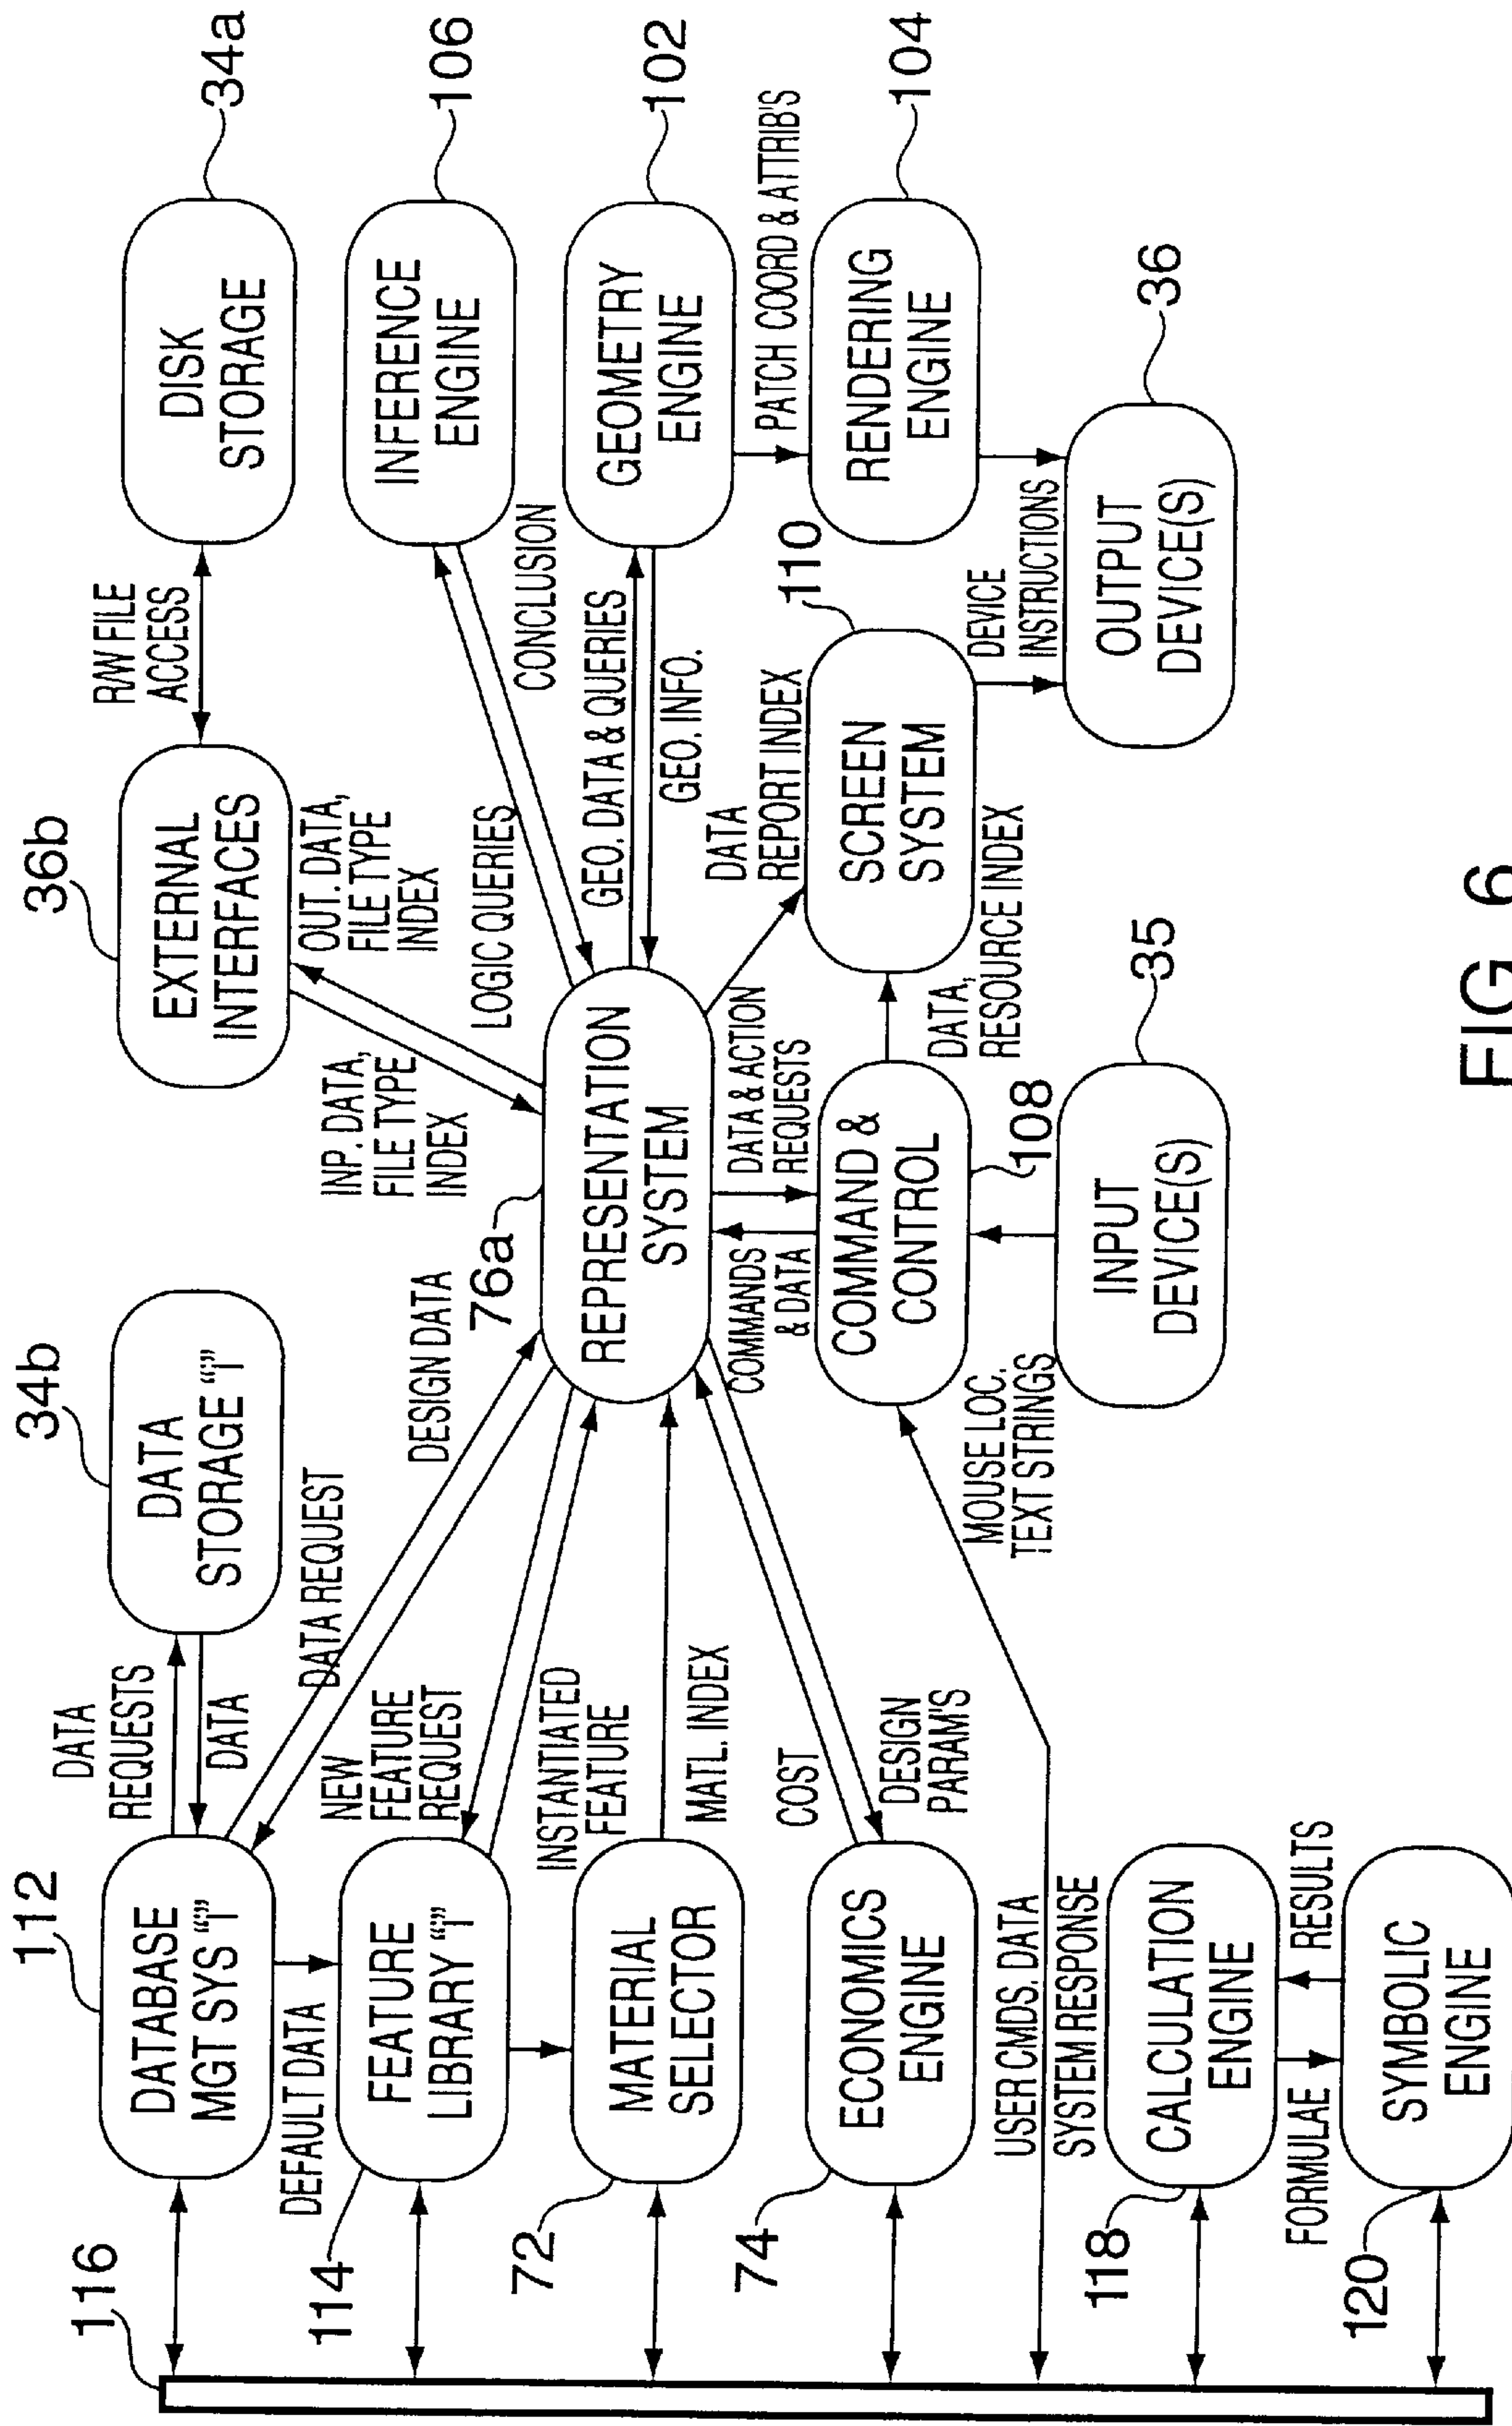 116
112
DATABASE
MGT SYS "i"
DATA
REQUESTS
DATA
34b
DATA
STORAGE "i"
36b
EXTERNAL
INTERFACES
R/W FILE
ACCESS
DISK
STORAGE
34a
DEFAULT DATA
DATA REQUEST
DESIGN DATA
INP. DATA,
FILE TYPE
INDEX
OUT. DATA,
FILE TYPE
INDEX
114
FEATURE
LIBRARY "i"
NEW
FEATURE
REQUEST
INSTANTIATED
FEATURE
76a
REPRESENTATION
SYSTEM
LOGIC QUERIES
CONCLUSION
INFERENCE
ENGINE
106
72
MATERIAL
SELECTOR
MATL. INDEX
GEO. DATA & QUERIES
GEO. INFO.
GEOMETRY
ENGINE
102
PATCH COORD & ATTRIB'S
74
ECONOMICS
ENGINE
COST
DESIGN
PARAM'S
COMMANDS
& DATA
DATA & ACTION
REQUESTS
DATA
REPORT INDEX
110
COMMAND &
CONTROL
108
SCREEN
SYSTEM
RENDERING
ENGINE
104
USER CMDS. DATA
SYSTEM RESPONSE
MOUSE LOC.
TEXT STRINGS
DATA,
RESOURCE INDEX
DEVICE
INSTRUCTIONS
118
CALCULATION
ENGINE
INPUT
DEVICE(S)
35
OUTPUT
DEVICE(S)
36
FORMULAE
RESULTS
120
SYMBOLIC
ENGINE
FIG 6